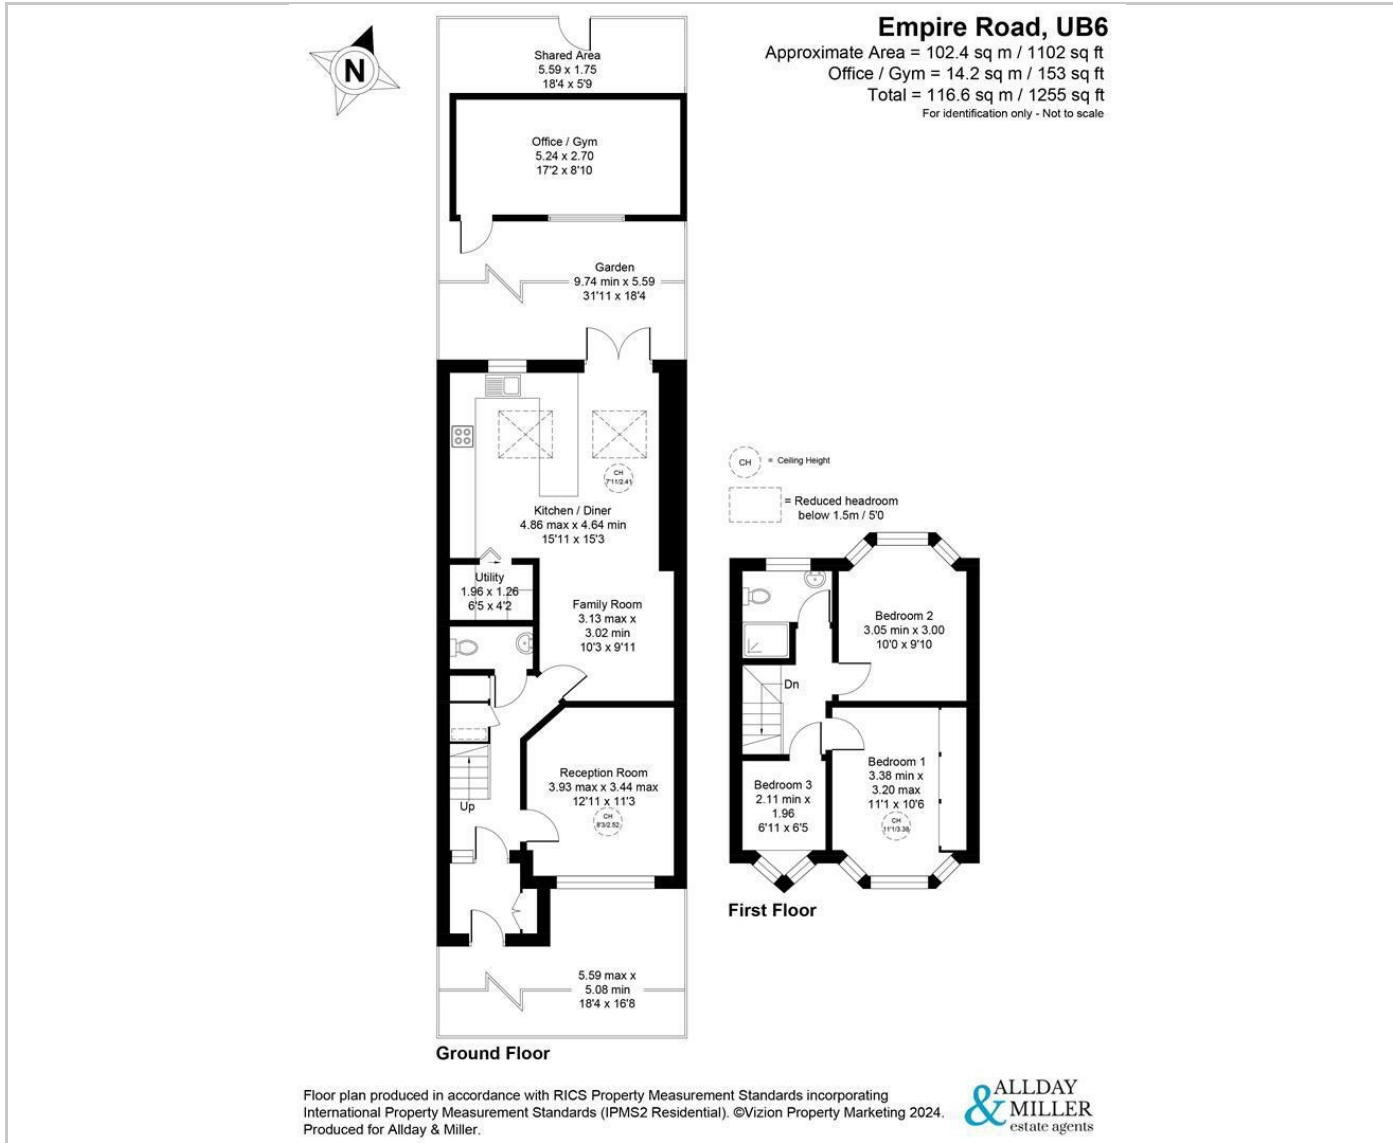 Empire Road, UB6
Approximate Area = 102.4 sq m / 1102 sq ft
Office / Gym = 14.2 sq m / 153 sq ft
Total = 116.6 sq m / 1255 sq ft
For identification only - Not to scale
N
Shared Area
5.59 x 1.75
18'4 x 5'9
Office / Gym
5.24 x 2.70
17'2 x 8'10
Garden
9.74 min x 5.59
31'11 x 18'4
CH
7'11/2.41
Kitchen / Diner
4.86 max x 4.64 min
15'11 x 15'3
Utility
1.96 x 1.26
6'5 x 4'2
Family Room
3.13 max x
3.02 min
10'3 x 9'11
Reception Room
3.93 max x 3.44 max
12'11 x 11'3
CH
8'3/2.52
Up
5.59 max x
5.08 min
18'4 x 16'8
Ground Floor
CH = Ceiling Height
= Reduced headroom
below 1.5m / 5'0
Bedroom 2
3.05 min x 3.00
10'0 x 9'10
Dn
Bedroom 1
3.38 min x
3.20 max
11'1 x 10'6
CH
11'1/3.38
Bedroom 3
2.11 min x
1.96
6'11 x 6'5
First Floor
Floor plan produced in accordance with RICS Property Measurement Standards incorporating
International Property Measurement Standards (IPMS2 Residential). ©Vizion Property Marketing 2024.
Produced for Allday & Miller.
ALLDAY
& MILLER
estate agents